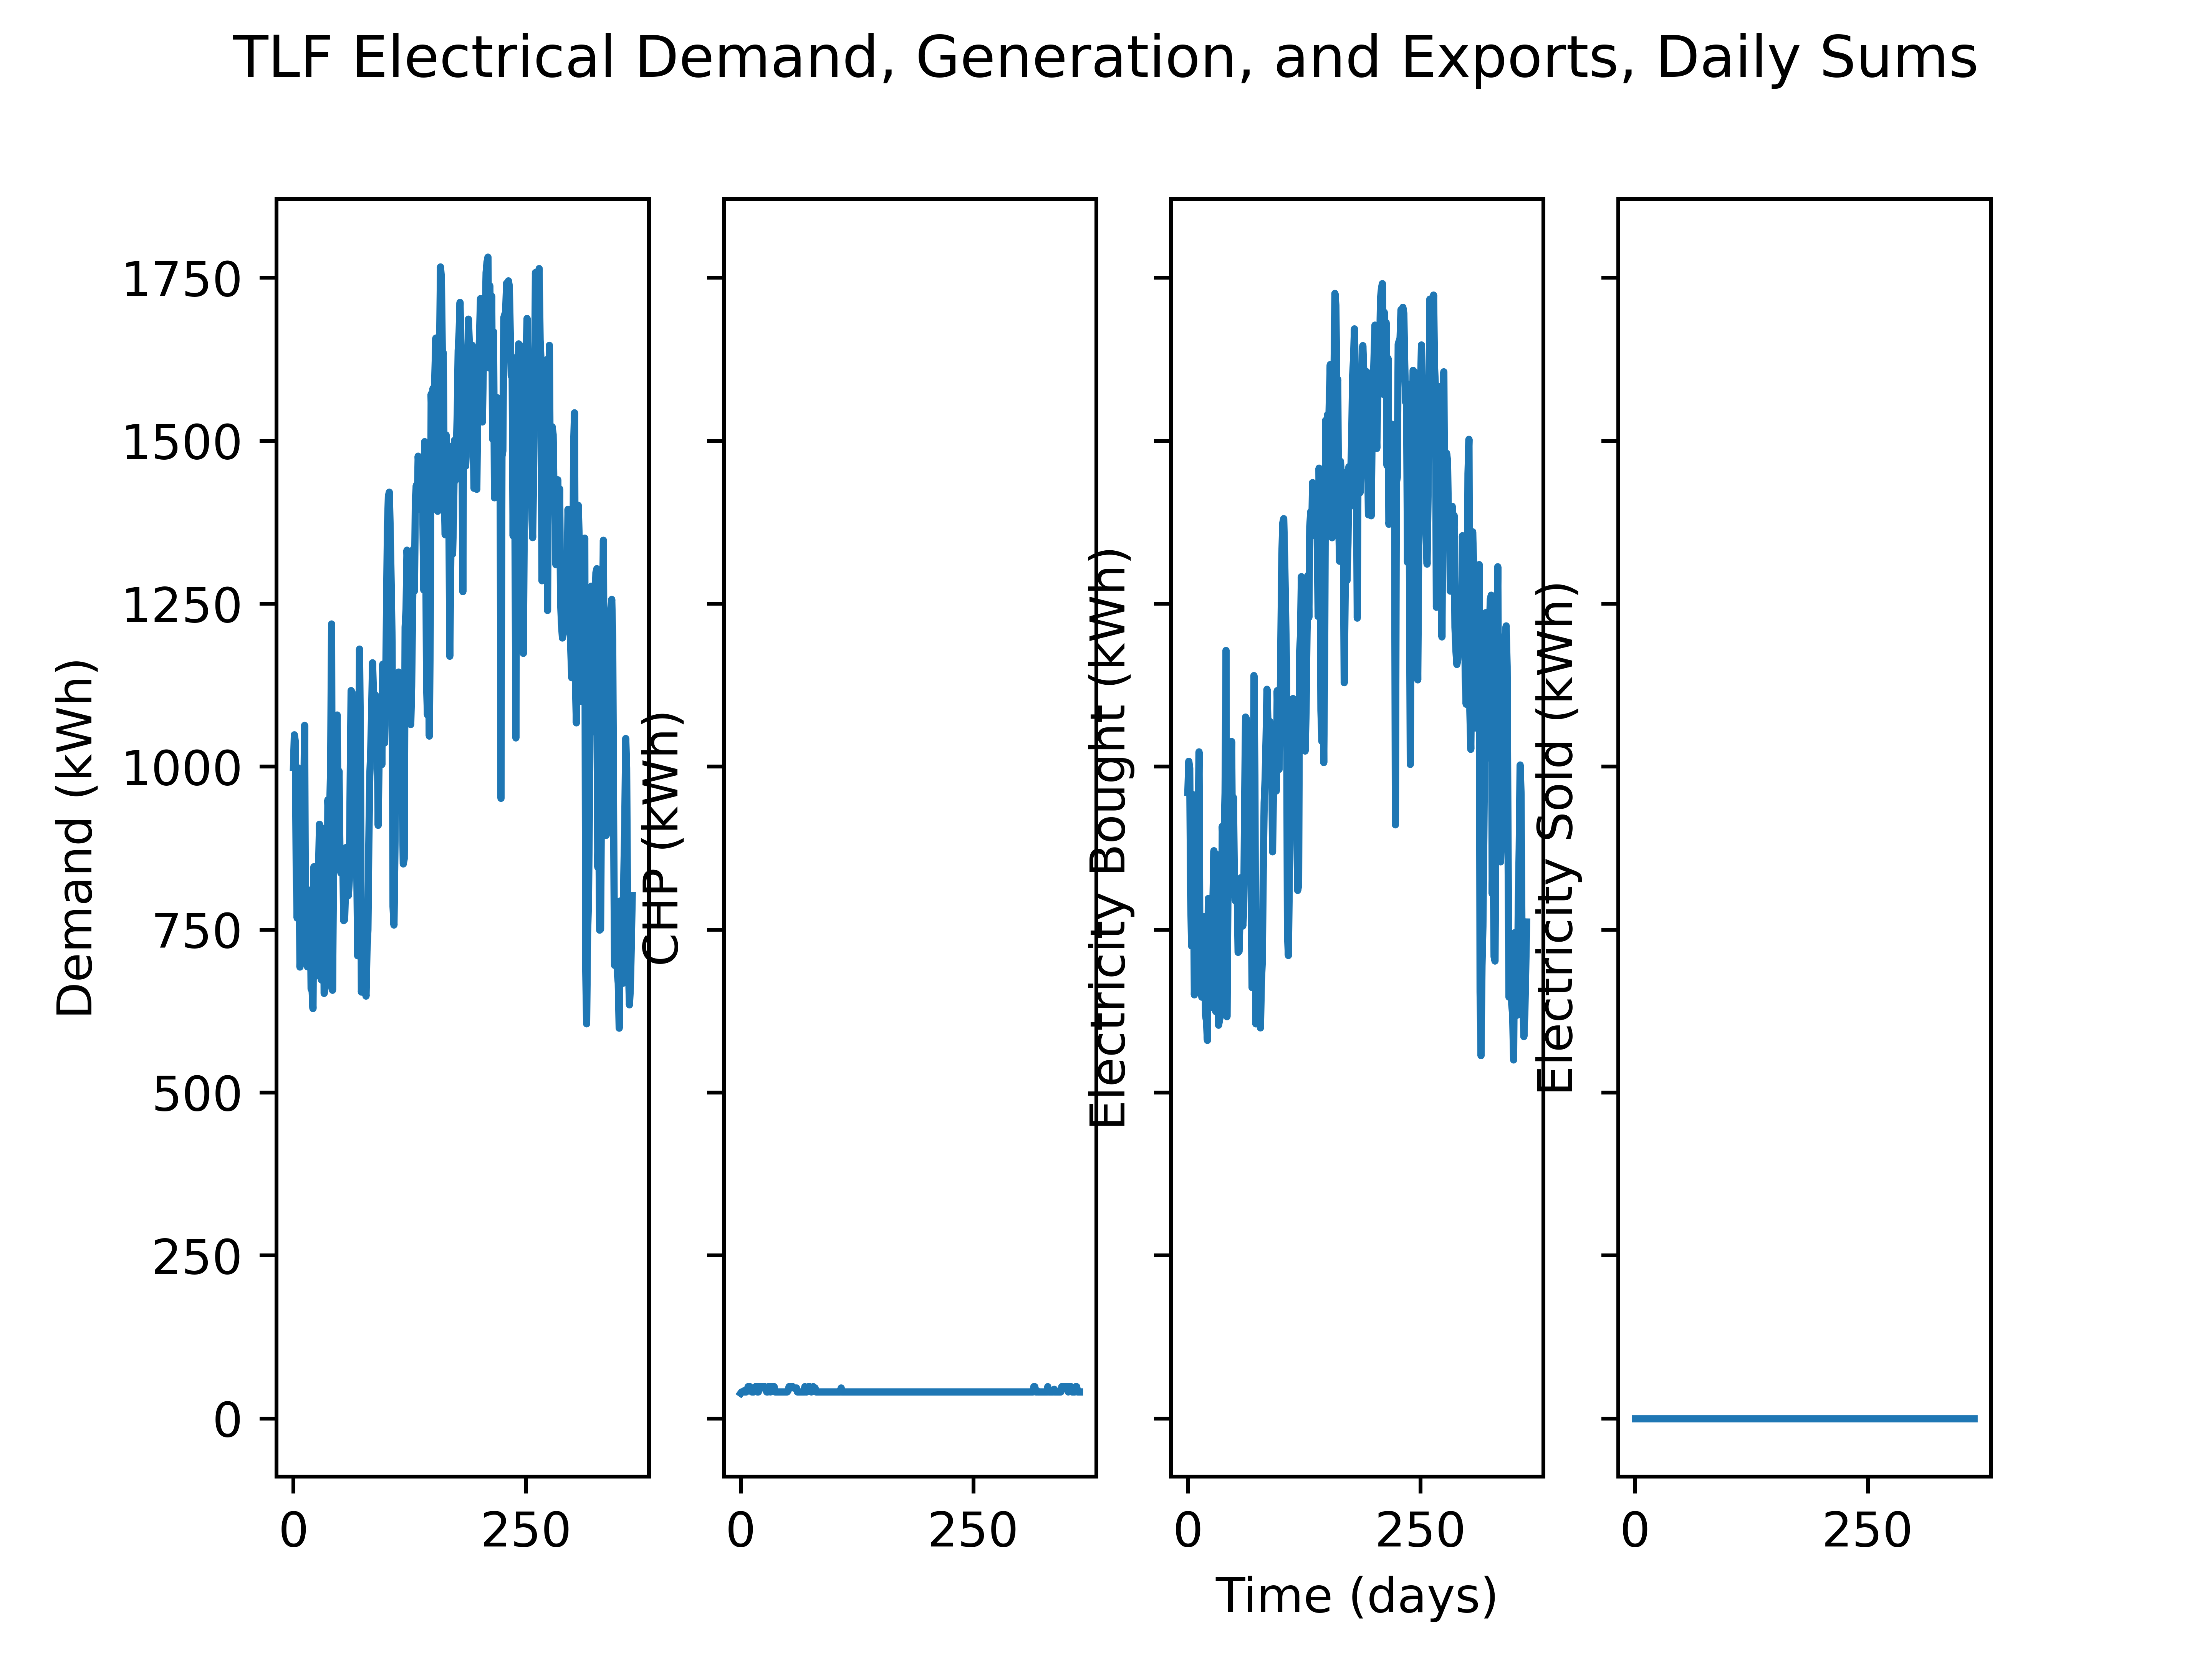 TLF Electrical Demand, Generation, and Exports, Daily Sums
Demand (kWh)
1750
1500
1250
1000
750
500
250
0
CHP (kWh)
Electricity Bought (kWh)
Electricity Sold (kWh)
0 250
0 250
0 250
0 250
Time (days)